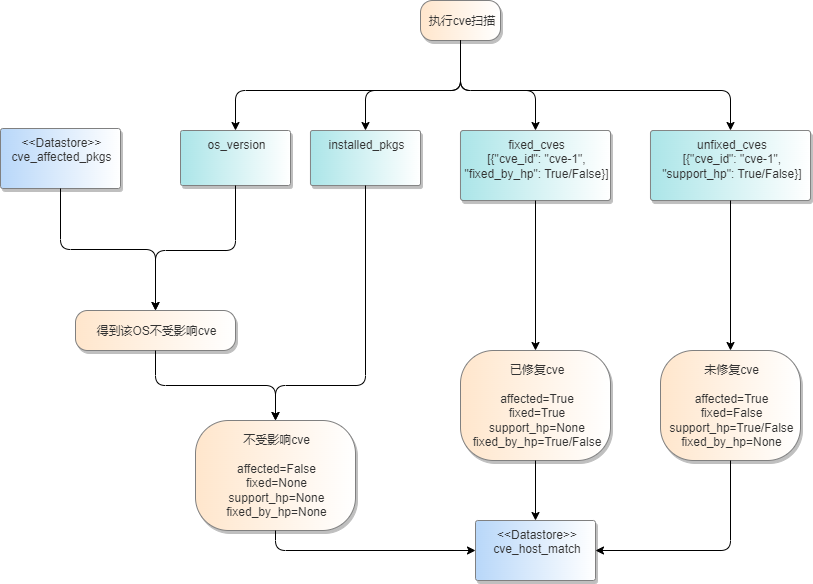 执行cve扫描
<<Datastore>>
cve_affected_pkgs
os_version
installed_pkgs
fixed_cves
[{"cve_id": "cve-1",
"fixed_by_hp": True/False}]
unfixed_cves
[{"cve_id": "cve-1",
"support_hp": True/False}]
得到该OS不受影响cve
已修复cve
affected=True
fixed=True
support_hp=None
fixed_by_hp=True/False
未修复cve
affected=True
fixed=False
support_hp=True/False
fixed_by_hp=None
不受影响cve
affected=False
fixed=None
support_hp=None
fixed_by_hp=None
<<Datastore>>
cve_host_match